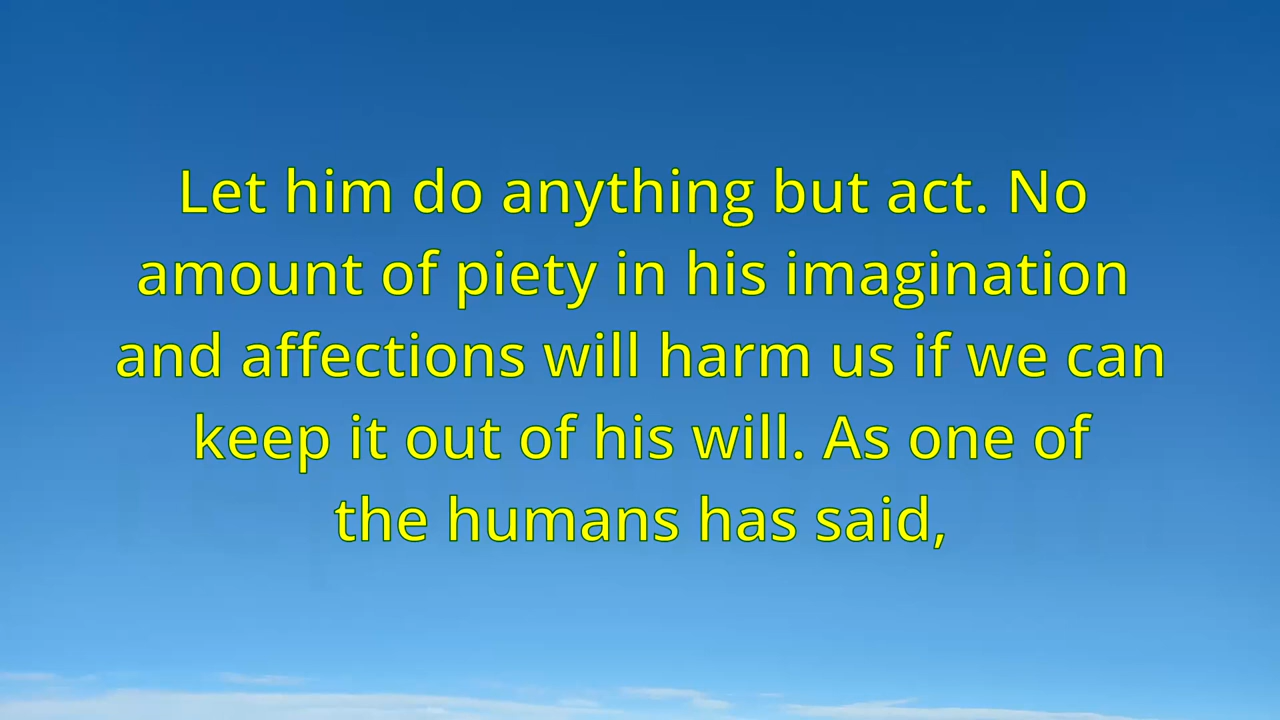 Let him do anything but act. No
amount of piety in his imagination
and affections will harm us if we can
keep it out of his will. As one of
the humans has said,